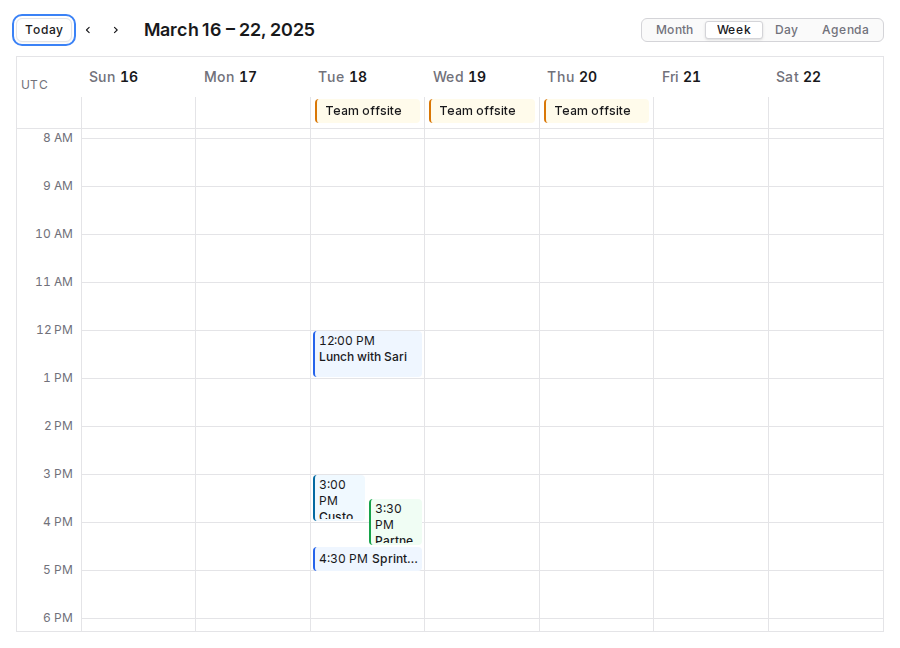 Today
March 16 – 22, 2025
Month Week Day Agenda
UTC
Sun 16 Mon 17 Tue 18 Wed 19 Thu 20 Fri 21 Sat 22
Team offsite Team offsite Team offsite
8 AM
9 AM
10 AM
11 AM
12 PM
12:00 PM
Lunch with Sari
1 PM
2 PM
3 PM
3:00
PM
Custo
3:30
PM
Partne
4 PM
4:30 PM Sprint...
5 PM
6 PM